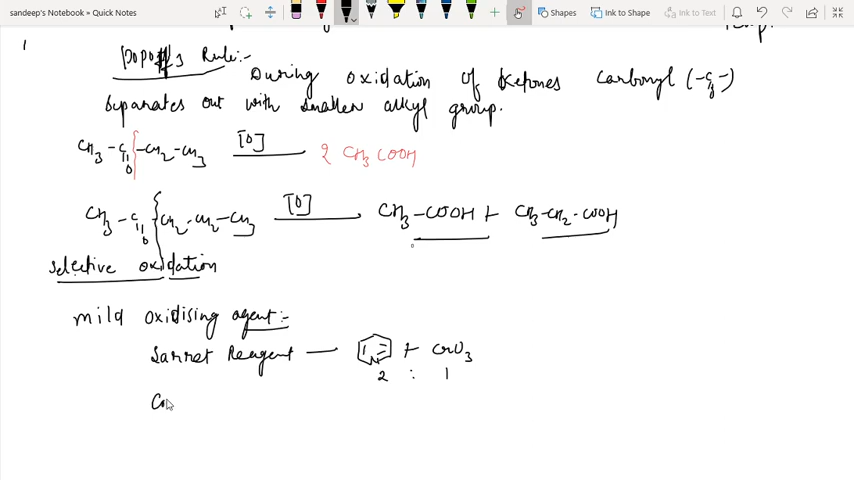 sandeep's Notebook » Quick Notes
Shapes
Ink to Shape
Ink to Text
Rule:-
During oxidation of Ketones carbonyl (-C-)
O
Separates out with smaller alkyl group.
CH3-C-CH2-CH3 [O] 2 CH3COOH
O
CH3-C-CH2-CH2-CH3 [O] CH3-COOH + CH3-CH2-COOH
O
Selective oxidation
mild oxidising agent:-
Sarret Reagent — N + CrO3
2 : 1
Co